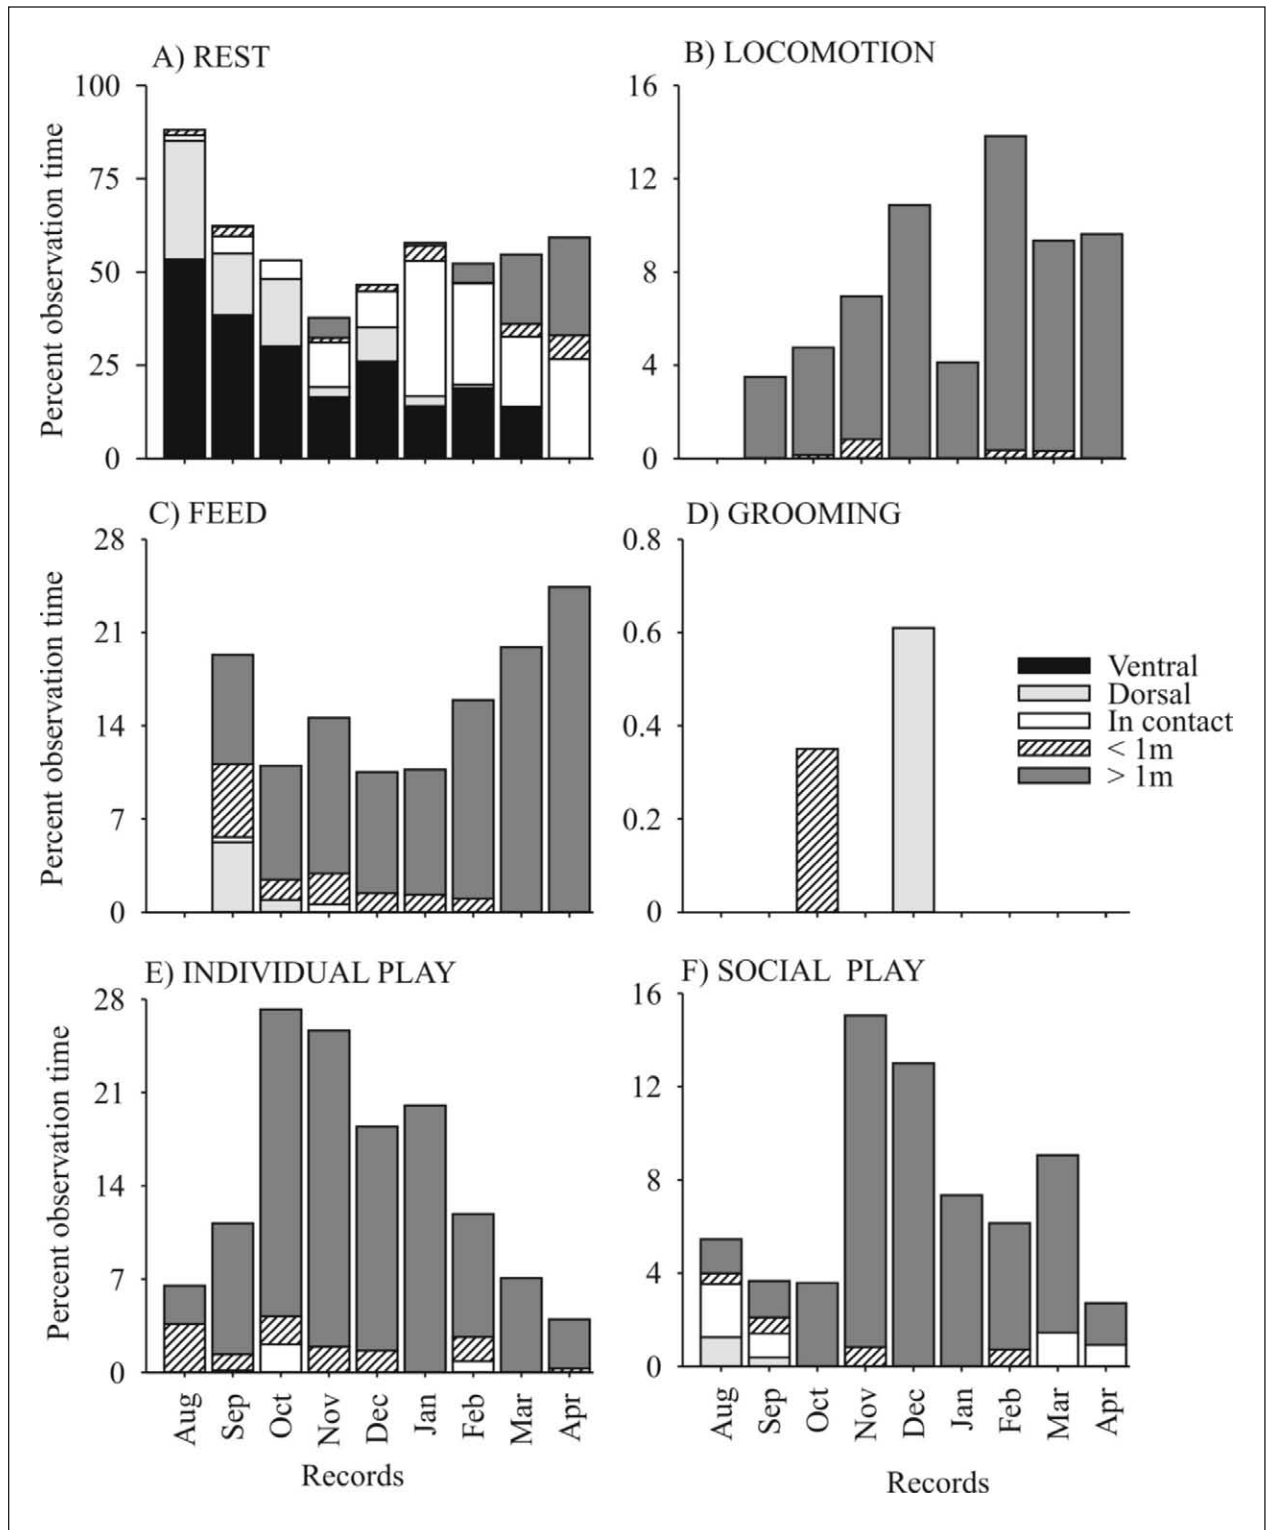 A) REST
B) LOCOMOTION
Percent observation time
100
75
50
25
0
16
12
8
4
0
C) FEED
D) GROOMING
Percent observation time
28
21
14
7
0
0.8
0.6
0.4
0.2
0
Ventral
Dorsal
In contact
< 1m
> 1m
E) INDIVIDUAL PLAY
F) SOCIAL PLAY
Percent observation time
28
21
14
7
0
16
12
8
4
0
Aug Sep Oct Nov Dec Jan Feb Mar Apr
Aug Sep Oct Nov Dec Jan Feb Mar Apr
Records
Records